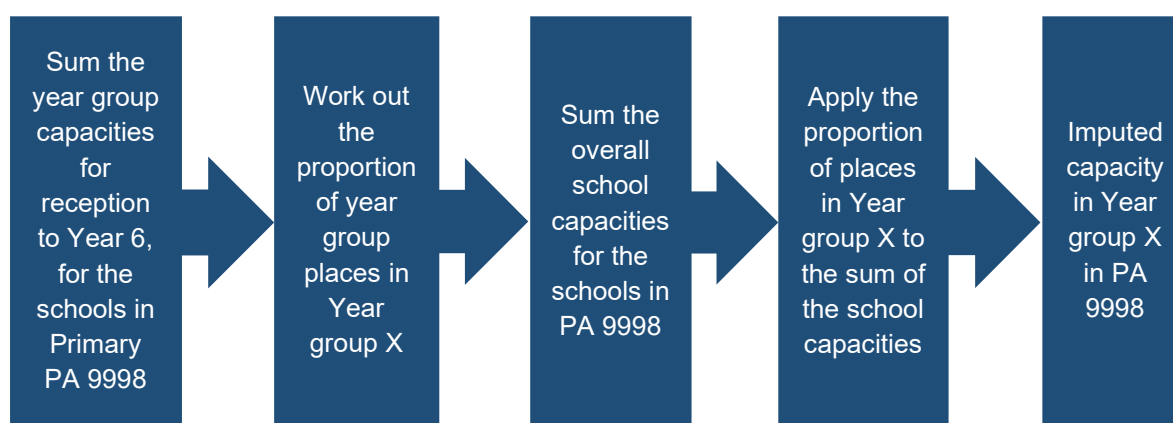 Sum the
year group
capacities
for
reception
to Year 6,
for the
schools in
Primary
PA 9998
Work out
the
proportion
of year
group
places in
Year
group X
Sum the
overall
school
capacities
for the
schools in
PA 9998
Apply the
proportion
of places
in Year
group X to
the sum of
the school
capacities
Imputed
capacity
in Year
group X
in PA
9998